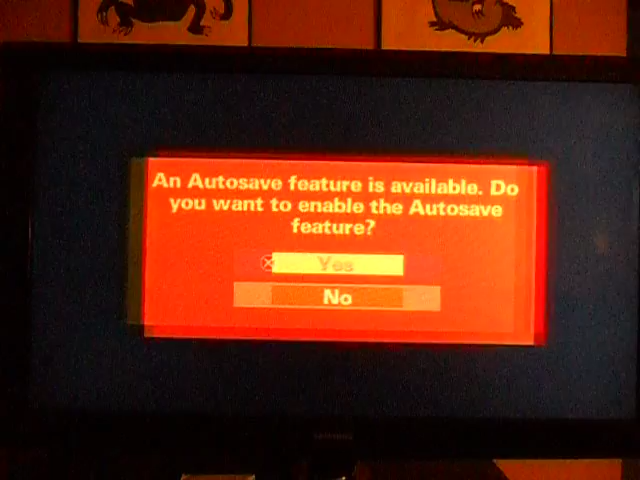 An Autosave feature is available. Do
you want to enable the Autosave
feature?
Yes
No